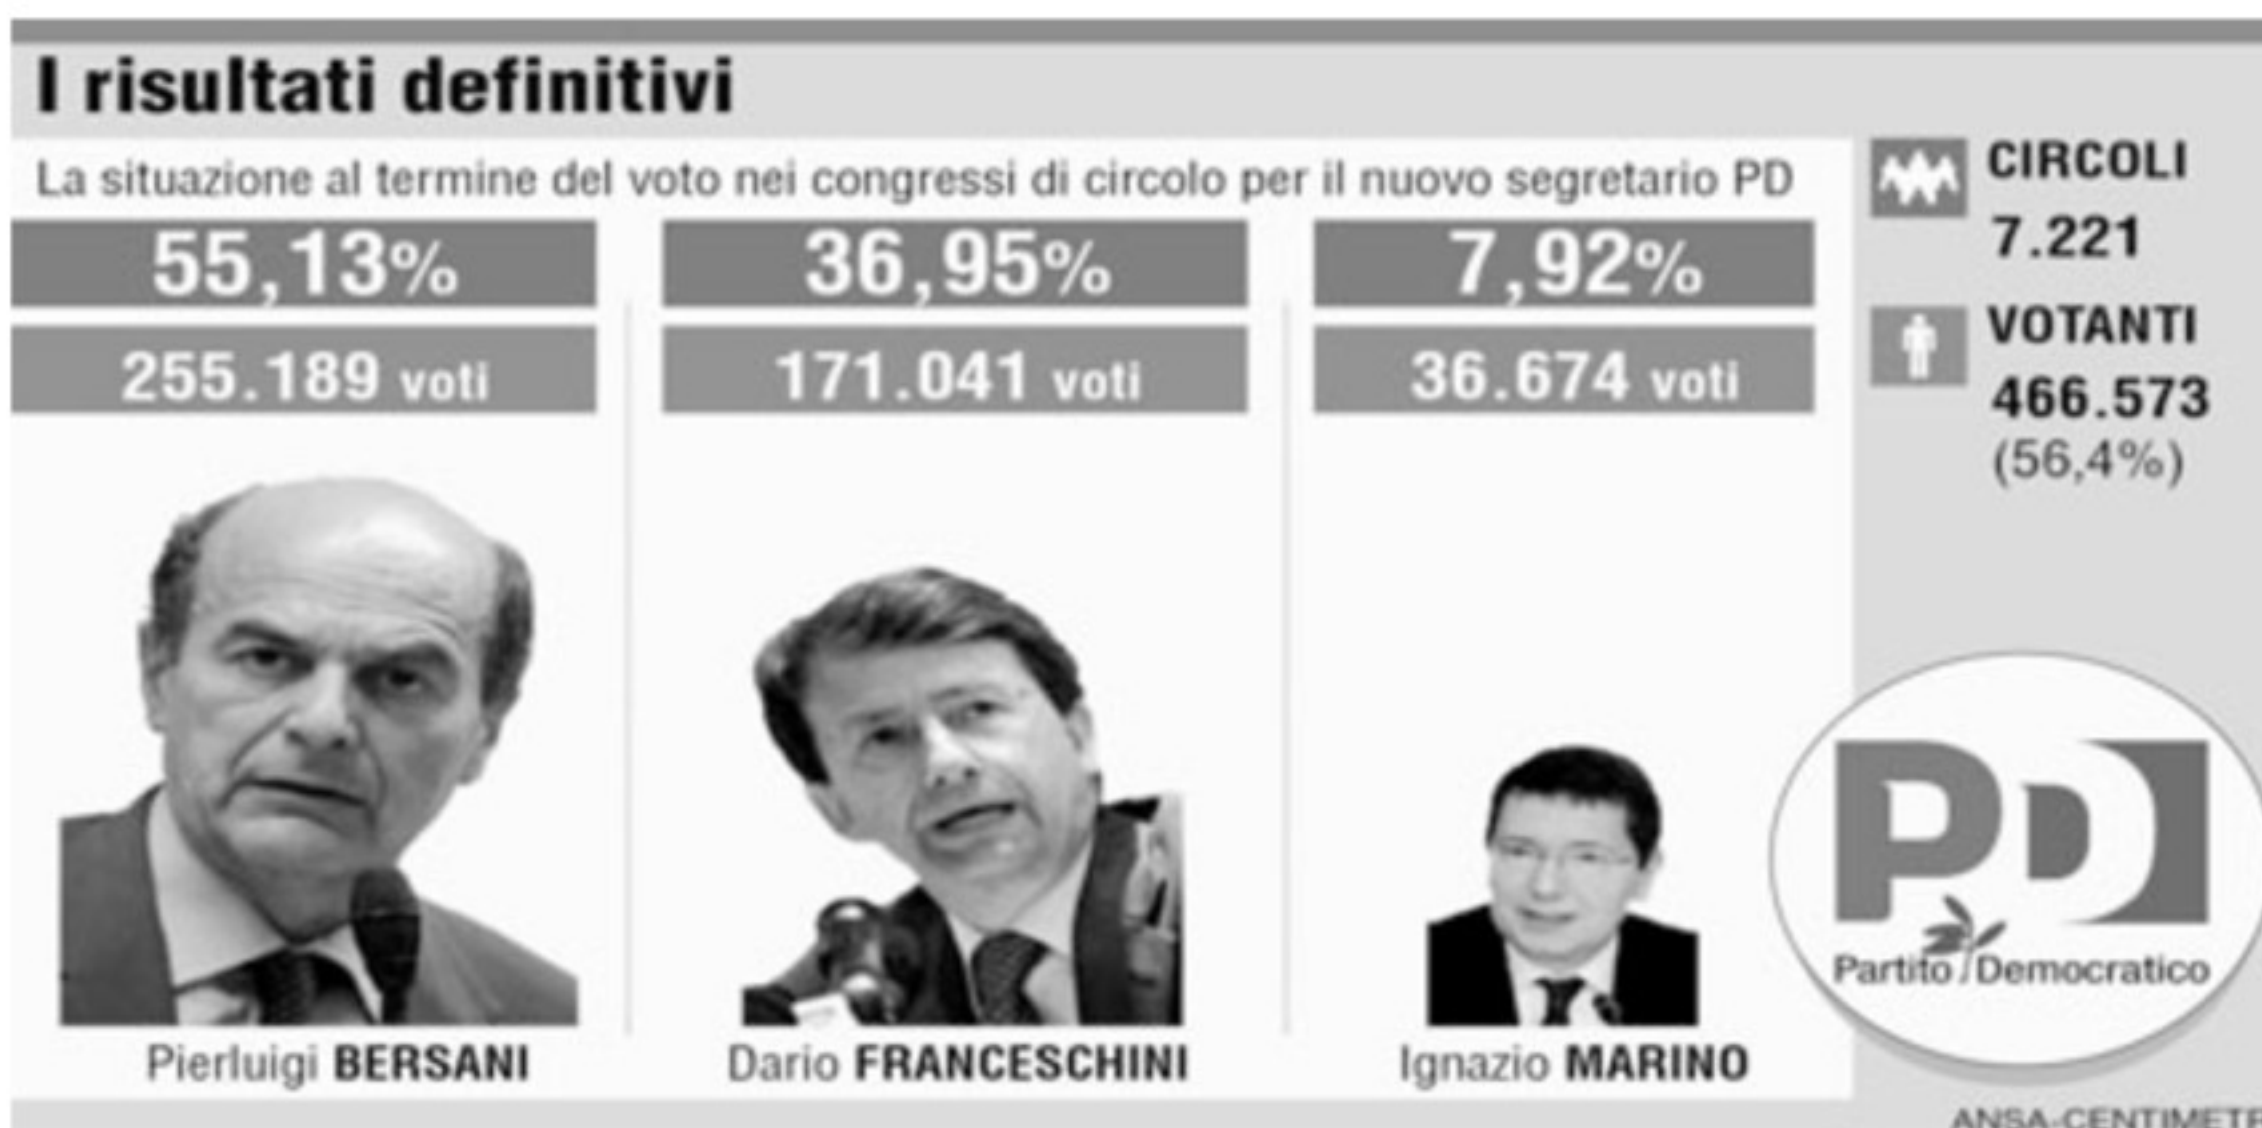 I risultati definitivi
La situazione al termine del voto nei congressi di circolo per il nuovo segretario PD
55,13%
255.189 voti
Pierluigi BERSANI
36,95%
171.041 voti
Dario FRANCESCHINI
7,92%
36.674 voti
Ignazio MARINO
CIRCOLI
7.221
VOTANTI
466.573
(56,4%)
PD
Partito Democratico
ANSA-CENTIMETR